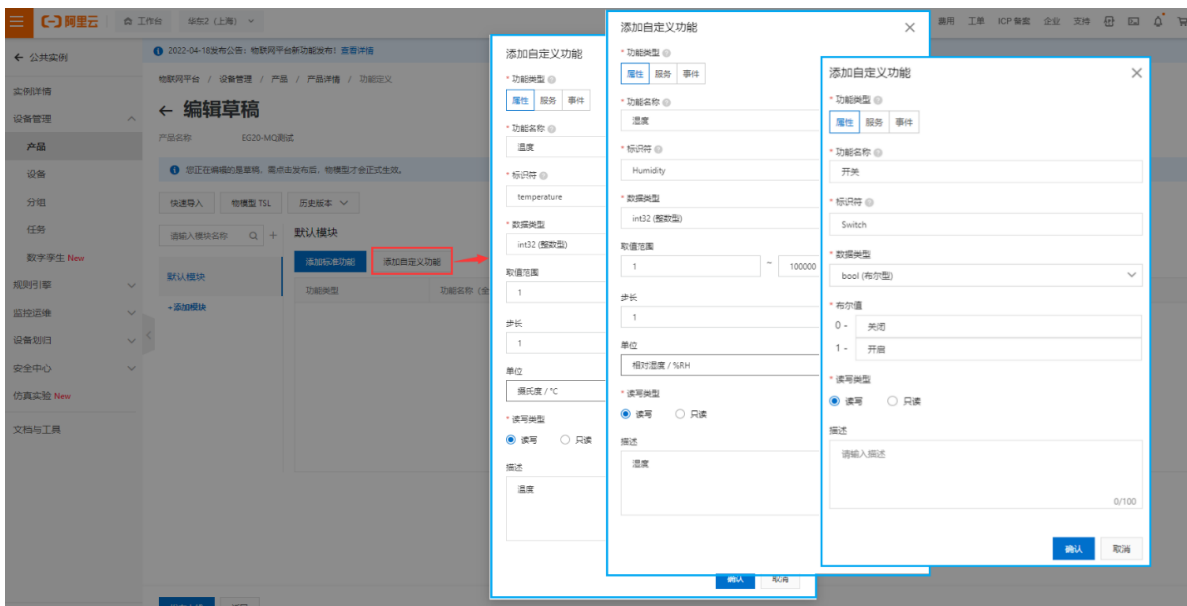 阿里云
工作台
华东2（上海）
费用 工单 ICP 备案 企业 支持
公共实例
实例详情
设备管理
产品
设备
分组
任务
数字孪生 New
规则引擎
监控运维
设备划归
安全中心
仿真实验 New
文档与工具
2022-04-18发布公告：物联网平台新功能发布！查看详情
物联网平台 / 设备管理 / 产品 / 产品详情 / 功能定义
← 编辑草稿
产品名称 EG20-MQ测试
您正在编辑的是草稿，需点击发布后，物模型才会正式生效。
快速导入 物模型 TSL 历史版本
请输入模块名称
默认模块
+添加模块
默认模块
添加标准功能 添加自定义功能
功能类型 功能名称（全
添加自定义功能
* 功能类型
属性 服务 事件
* 功能名称
温度
* 标识符
temperature
* 数据类型
int32 (整数型)
取值范围
1
步长
1
单位
摄氏度 / °C
* 读写类型
读写 只读
描述
温度
添加自定义功能
* 功能类型
属性 服务 事件
* 功能名称
湿度
* 标识符
Humidity
* 数据类型
int32 (整数型)
取值范围
1 ~ 100000
步长
1
单位
相对湿度 / %RH
* 读写类型
读写 只读
描述
湿度
确认 取消
添加自定义功能
* 功能类型
属性 服务 事件
* 功能名称
开关
* 标识符
Switch
* 数据类型
bool (布尔型)
* 布尔值
0 - 关闭
1 - 开启
* 读写类型
读写 只读
描述
请输入描述
0/100
确认 取消